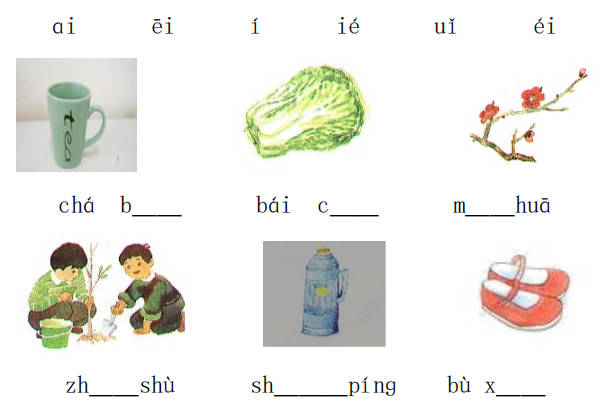 ɑi ēi í ié uǐ éi
tea
chá b____ bái c____ m____huā
zh____shù sh______píng bù x____